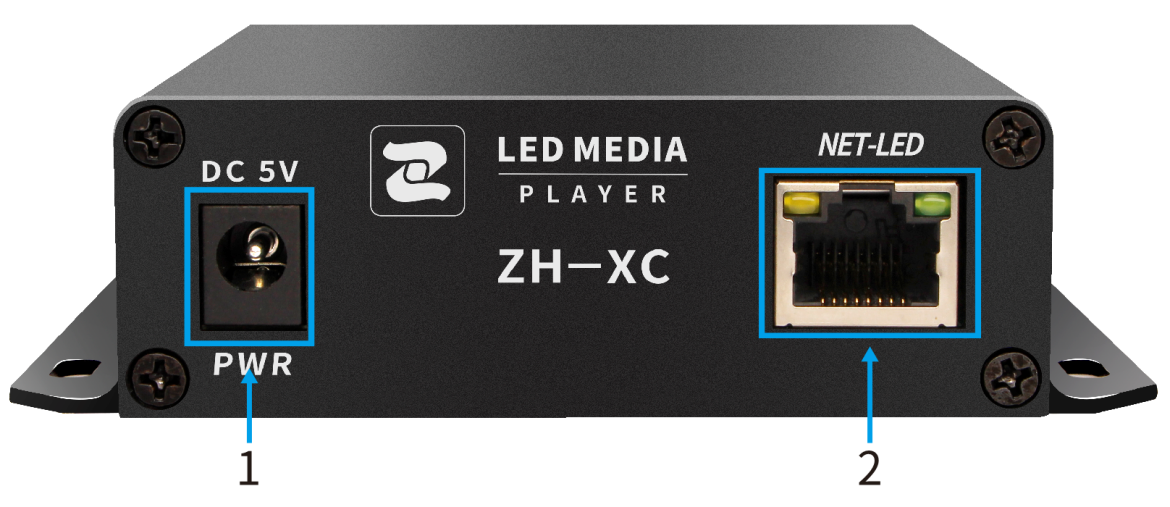 DC 5V
LED MEDIA
PLAYER
NET-LED
ZH-XC
PWR
1
2